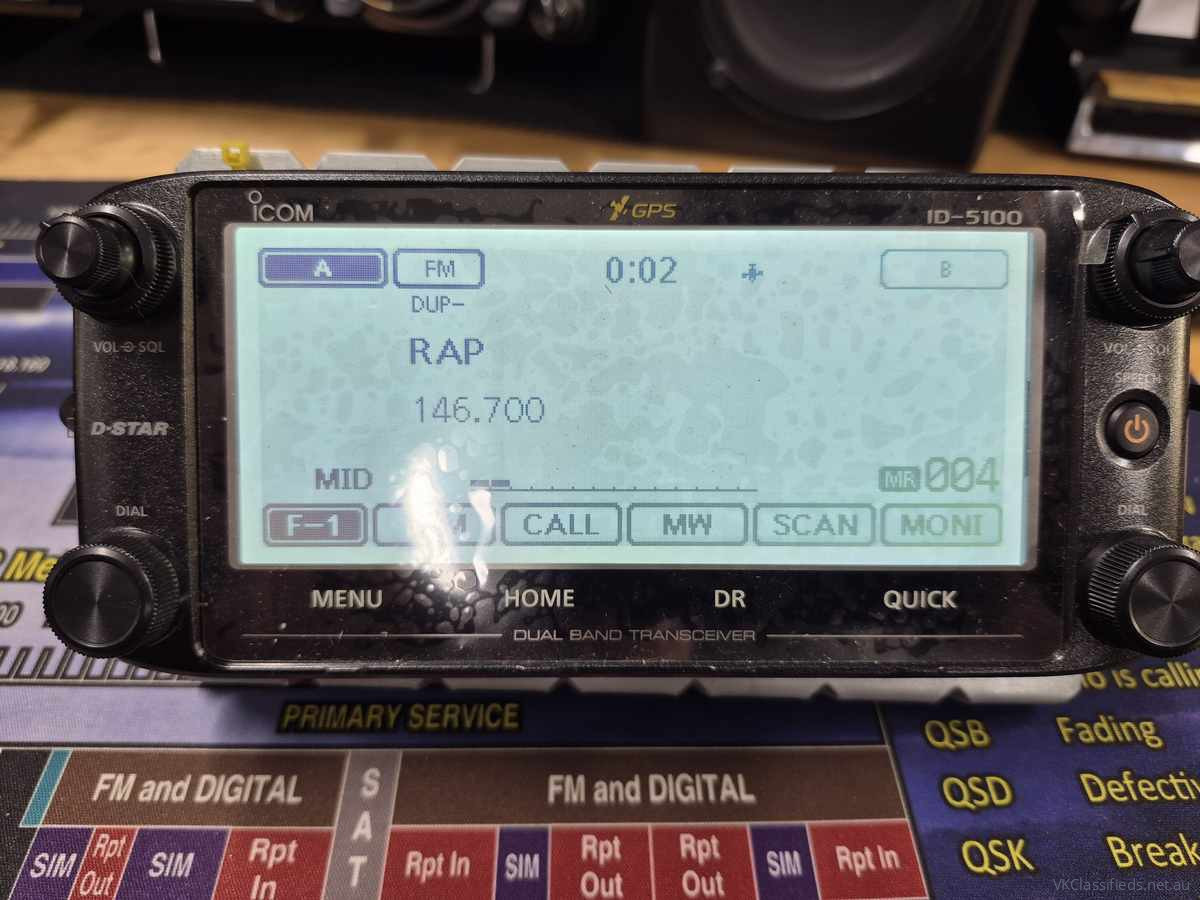 ICOM
GPS
ID-5100
A
FM
0:02
B
DUP-
RAP
146.700
MID
MR 004
F-1
CALL
MW
SCAN
MONI
VOL SQL
D-STAR
DIAL
DIAL
MENU
HOME
DR
QUICK
DUAL BAND TRANSCEIVER
PRIMARY SERVICE
FM and DIGITAL
SAT
FM and DIGITAL
SIM
Rpt Out
SIM
Rpt In
Rpt In
SIM
Rpt Out
Rpt Out
SIM
Rpt In
is calling
QSB Fading
QSD
QSK Break
VKClassifieds.net.au